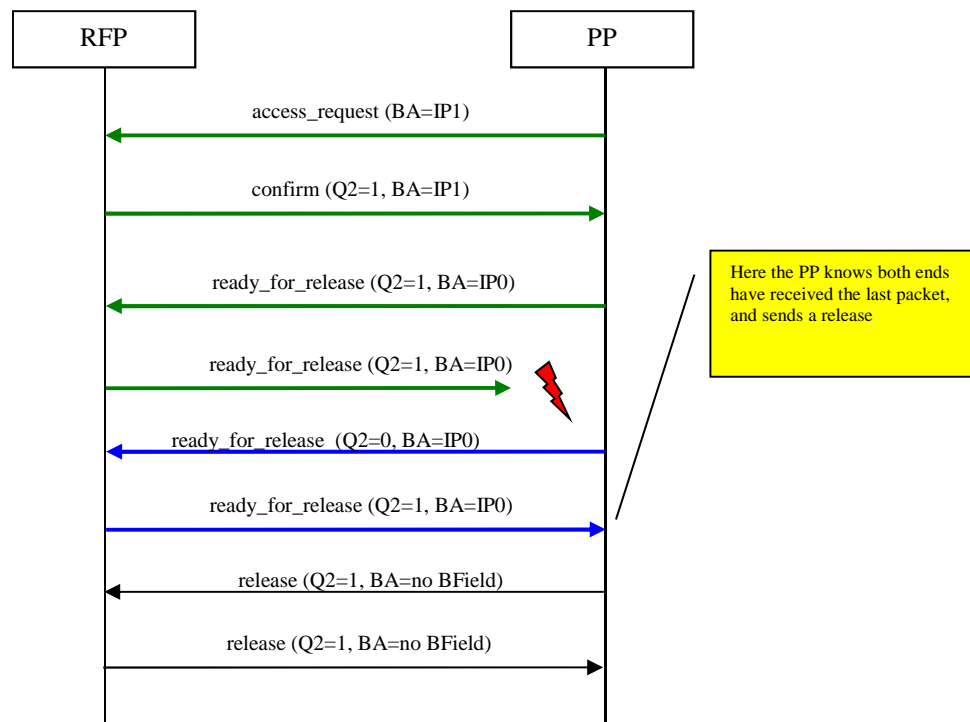 RFP
PP
access_request (BA=IP1)
confirm (Q2=1, BA=IP1)
ready_for_release (Q2=1, BA=IP0)
Here the PP knows both ends
have received the last packet,
and sends a release
ready_for_release (Q2=1, BA=IP0)
ready_for_release (Q2=0, BA=IP0)
ready_for_release (Q2=1, BA=IP0)
release (Q2=1, BA=no BField)
release (Q2=1, BA=no BField)